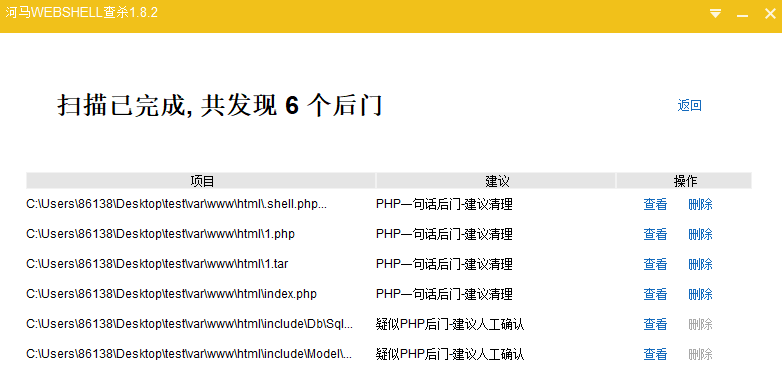 河马WEBSHELL查杀1.8.2
扫描已完成, 共发现 6 个后门
返回
项目 建议 操作
C:\Users\86138\Desktop\test\var\www\html\.shell.php... PHP一句话后门-建议清理 查看 删除
C:\Users\86138\Desktop\test\var\www\html\1.php PHP一句话后门-建议清理 查看 删除
C:\Users\86138\Desktop\test\var\www\html\1.tar PHP一句话后门-建议清理 查看 删除
C:\Users\86138\Desktop\test\var\www\html\index.php PHP一句话后门-建议清理 查看 删除
C:\Users\86138\Desktop\test\var\www\html\include\Db\Sql... 疑似PHP后门-建议人工确认 查看 删除
C:\Users\86138\Desktop\test\var\www\html\include\Model\... 疑似PHP后门-建议人工确认 查看 删除